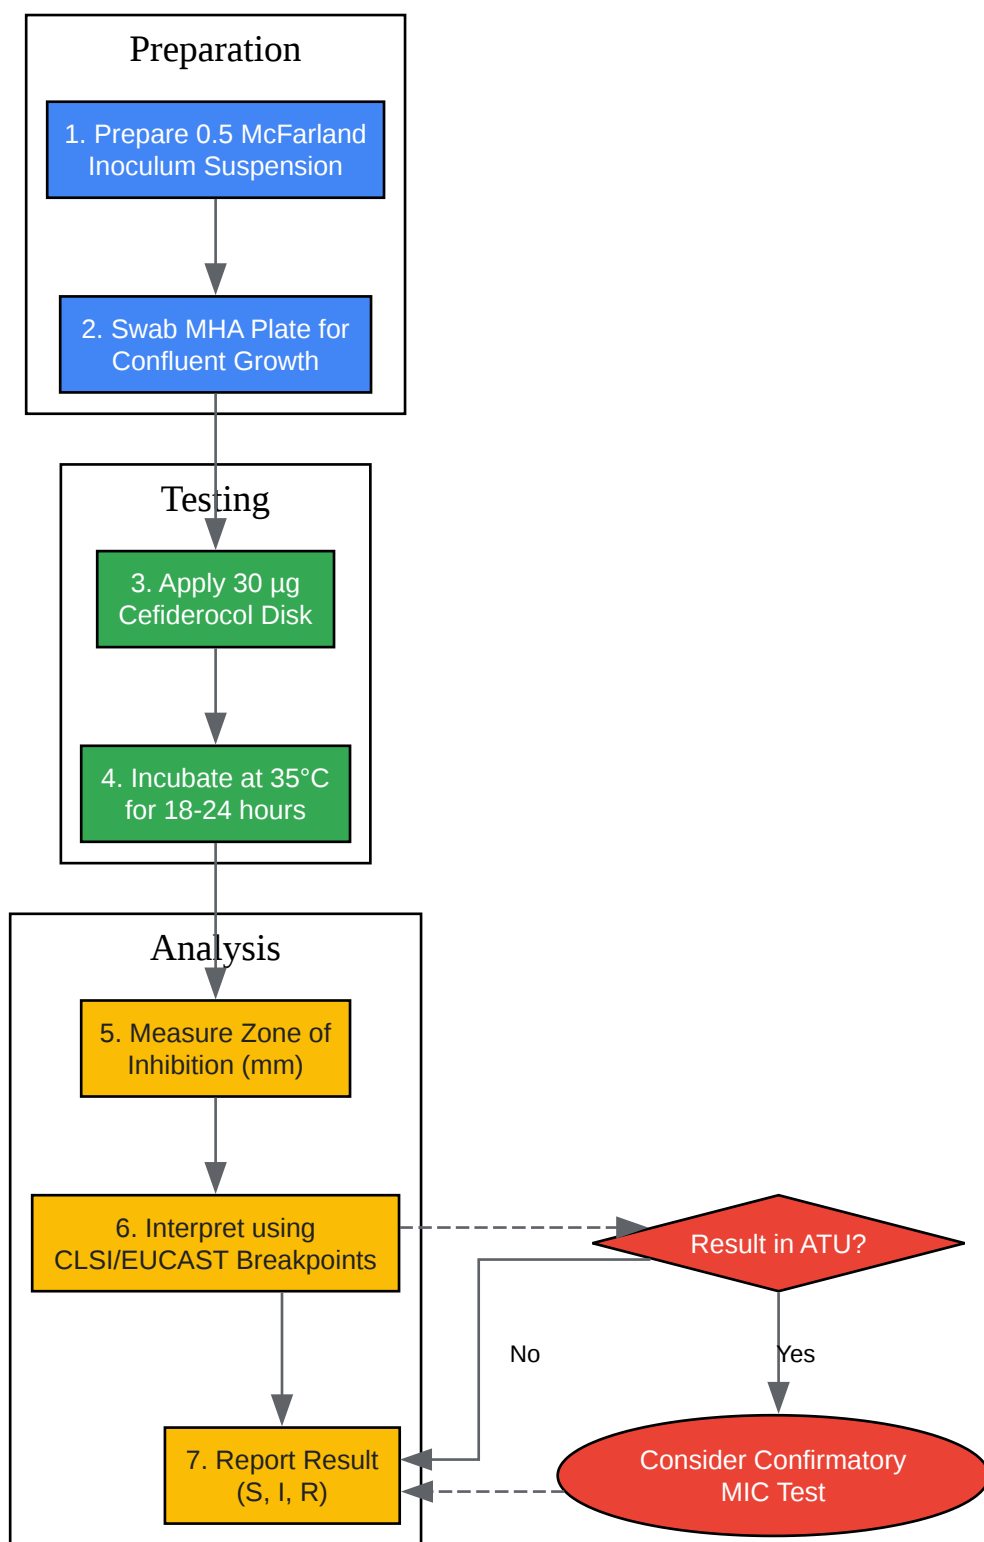 Preparation
1. Prepare 0.5 McFarland
Inoculum Suspension
2. Swab MHA Plate for
Confluent Growth
Testing
3. Apply 30 µg
Cefiderocol Disk
4. Incubate at 35°C
for 18-24 hours
Analysis
5. Measure Zone of
Inhibition (mm)
6. Interpret using
CLSI/EUCAST Breakpoints
Result in ATU?
No
Yes
7. Report Result
(S, I, R)
Consider Confirmatory
MIC Test